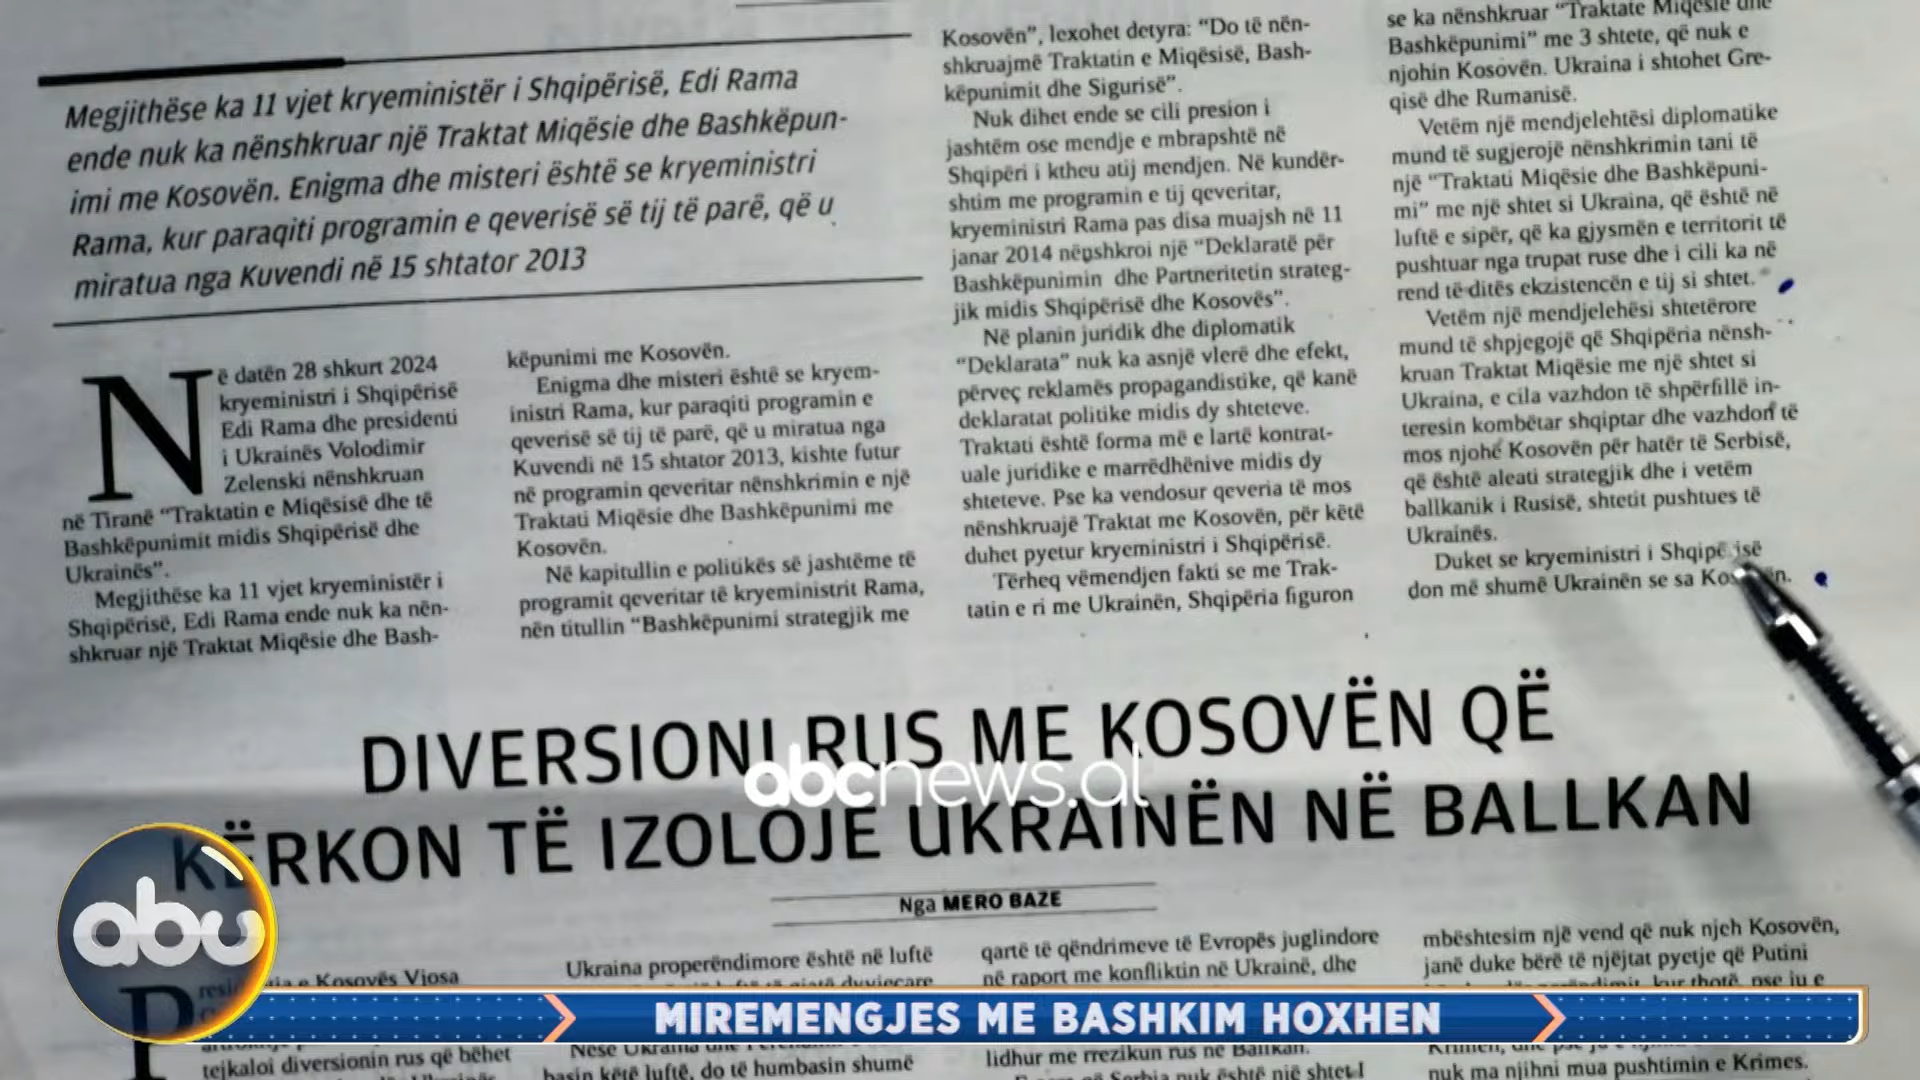 Megjithëse ka 11 vjet kryeministër i Shqipërisë, Edi Rama
ende nuk ka nënshkruar një Traktat Miqësie dhe Bashkëpun-
imi me Kosovën. Enigma dhe misteri është se kryeministri
Rama, kur paraqiti programin e qeverisë së tij të parë, që u
miratua nga Kuvendi në 15 shtator 2013
Në datën 28 shkurt 2024
kryeministri i Shqipërisë
Edi Rama dhe presidenti
i Ukrainës Volodimir
Zelenski nënshkruan
në Tiranë “Traktatin e Miqësisë dhe të
Bashkëpunimit midis Shqipërisë dhe
Ukrainës”.
Megjithëse ka 11 vjet kryeministër i
Shqipërisë, Edi Rama ende nuk ka nën-
shkruar një Traktat Miqësie dhe Bash-
këpunimi me Kosovën.
Enigma dhe misteri është se kryem-
inistri Rama, kur paraqiti programin e
qeverisë së tij të parë, që u miratua nga
Kuvendi në 15 shtator 2013, kishte futur
në programin qeveritar nënshkrimin e një
Traktati Miqësie dhe Bashkëpunimi me
Kosovën.
Në kapitullin e politikës së jashtëme të
programit qeveritar të kryeministrit Rama,
nën titullin “Bashkëpunimi strategjik me
Kosovën”, lexohet detyra: “Do të nën-
shkruajmë Traktatin e Miqësisë, Bash-
këpunimit dhe Sigurisë”.
Nuk dihet ende se cili presion i
jashtëm ose mendje e mbrapshtë në
Shqipëri i ktheu atij mendjen. Në kundër-
shtim me programin e tij qeveritar,
kryeministri Rama pas disa muajsh në 11
janar 2014 nënshkroi një “Deklaratë për
Bashkëpunimin dhe Partneritetin strateg-
jik midis Shqipërisë dhe Kosovës”.
Në planin juridik dhe diplomatik
“Deklarata” nuk ka asnjë vlerë dhe efekt,
përveç reklamës propagandistike, që kanë
deklaratat politike midis dy shteteve.
Traktati është forma më e lartë kontrat-
uale juridike e marrëdhënive midis dy
shteteve. Pse ka vendosur qeveria të mos
nënshkruajë Traktat me Kosovën, për këtë
duhet pyetur kryeministri i Shqipërisë.
Tërheq vëmendjen fakti se me Trak-
tatin e ri me Ukrainën, Shqipëria figuron
se ka nënshkruar “Traktate Miqësie dhe
Bashkëpunimi” me 3 shtete, që nuk e
njohin Kosovën. Ukraina i shtohet Gre-
qisë dhe Rumanisë.
Vetëm një mendjelehtësi diplomatike
mund të sugjerojë nënshkrimin tani të
një “Traktati Miqësie dhe Bashkëpuni-
mi” me një shtet si Ukraina, që është në
luftë e sipër, që ka gjysmën e territorit të
pushtuar nga trupat ruse dhe i cili ka në
rend të ditës ekzistencën e tij si shtet.
Vetëm një mendjelehësi shtetërore
mund të shpjegojë që Shqipëria nënsh-
kruan Traktat Miqësie me një shtet si
Ukraina, e cila vazhdon të shpërfillë in-
teresin kombëtar shqiptar dhe vazhdon të
mos njohë Kosovën për hatër të Serbisë,
që është aleati strategjik dhe i vetëm
ballkanik i Rusisë, shtetit pushtues të
Ukrainës.
Duket se kryeministri i
don më shumë Ukrainën se sa
DIVERSIONI RUS ME KOSOVËN QË
KËRKON TË IZOLOJE UKRAINËN NË BALLKAN
abcnews.al
Nga MERO BAZE
e Kosovës Vjosa
tejkaloi diversionin rus që bëhet
Ukraina properëndimore është në luftë
basin këtë luftë, do të humbasin shumë
qartë të qëndrimeve të Evropës juglindore
në raport me konfliktin në Ukrainë, dhe
lidhur me rrezikun rus në Ballkan.
mbështesim një vend që nuk njeh Kosovën,
janë duke bërë të njëjtat pyetje që Putini
nuk ma njihni mua pushtimin e Krimes.
abu
MIREMENGJES ME BASHKIM HOXHEN